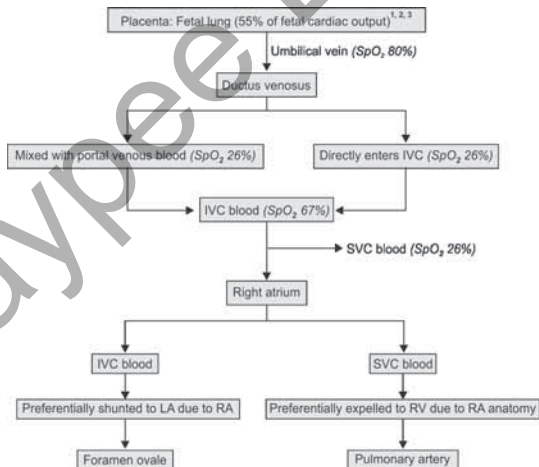 Placenta: Fetal lung (55% of fetal cardiac output)1, 2, 3
Umbilical vein (SpO2 80%)
Ductus venosus
Mixed with portal venous blood (SpO2 26%)
Directly enters IVC (SpO2 26%)
IVC blood (SpO2 67%)
SVC blood (SpO2 26%)
Right atrium
IVC blood
SVC blood
Preferentially shunted to LA due to RA
Preferentially expelled to RV due to RA anatomy
Foramen ovale
Pulmonary artery